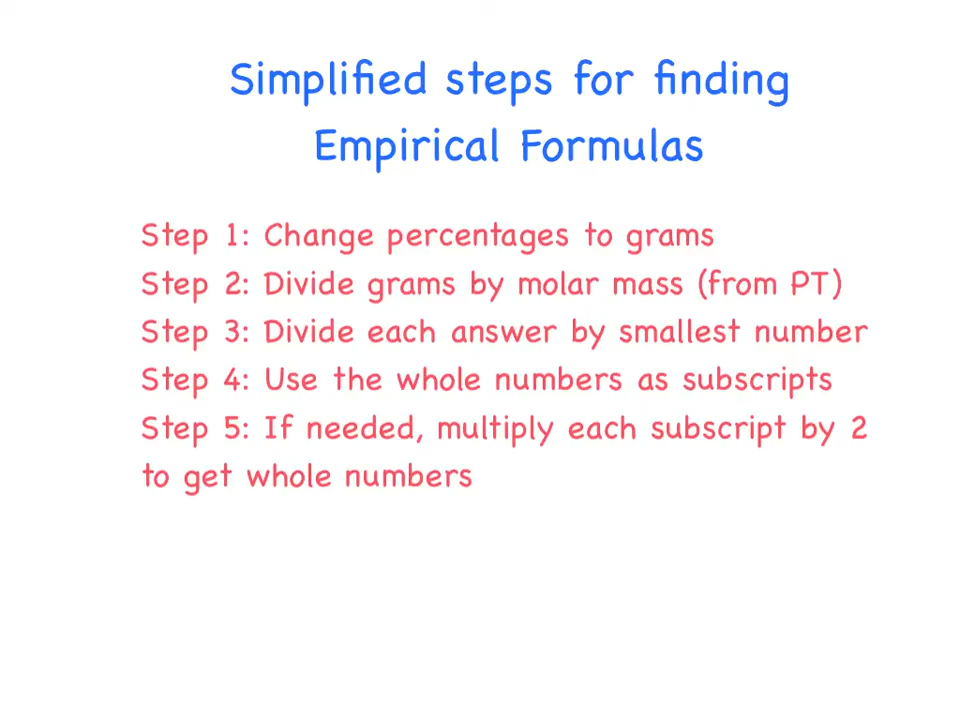 Simplified steps for finding
Empirical Formulas
Step 1: Change percentages to grams
Step 2: Divide grams by molar mass (from PT)
Step 3: Divide each answer by smallest number
Step 4: Use the whole numbers as subscripts
Step 5: If needed, multiply each subscript by 2
to get whole numbers